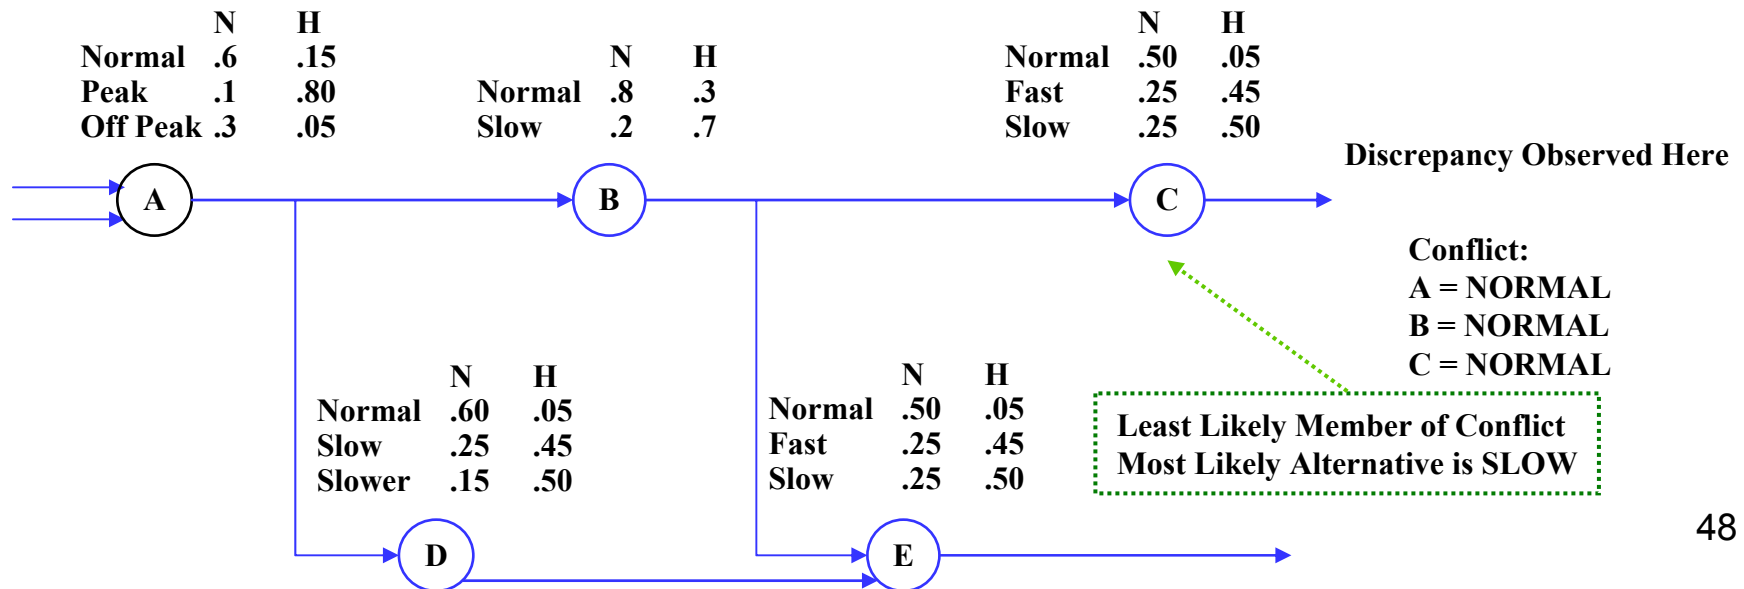 N H
Normal .6 .15
Peak .1 .80
Off Peak .3 .05
N H
Normal .8 .3
Slow .2 .7
N H
Normal .50 .05
Fast .25 .45
Slow .25 .50
Discrepancy Observed Here
A
B
C
Conflict:
A = NORMAL
B = NORMAL
C = NORMAL
N H
Normal .60 .05
Slow .25 .45
Slower .15 .50
N H
Normal .50 .05
Fast .25 .45
Slow .25 .50
Least Likely Member of Conflict
Most Likely Alternative is SLOW
D
E
48